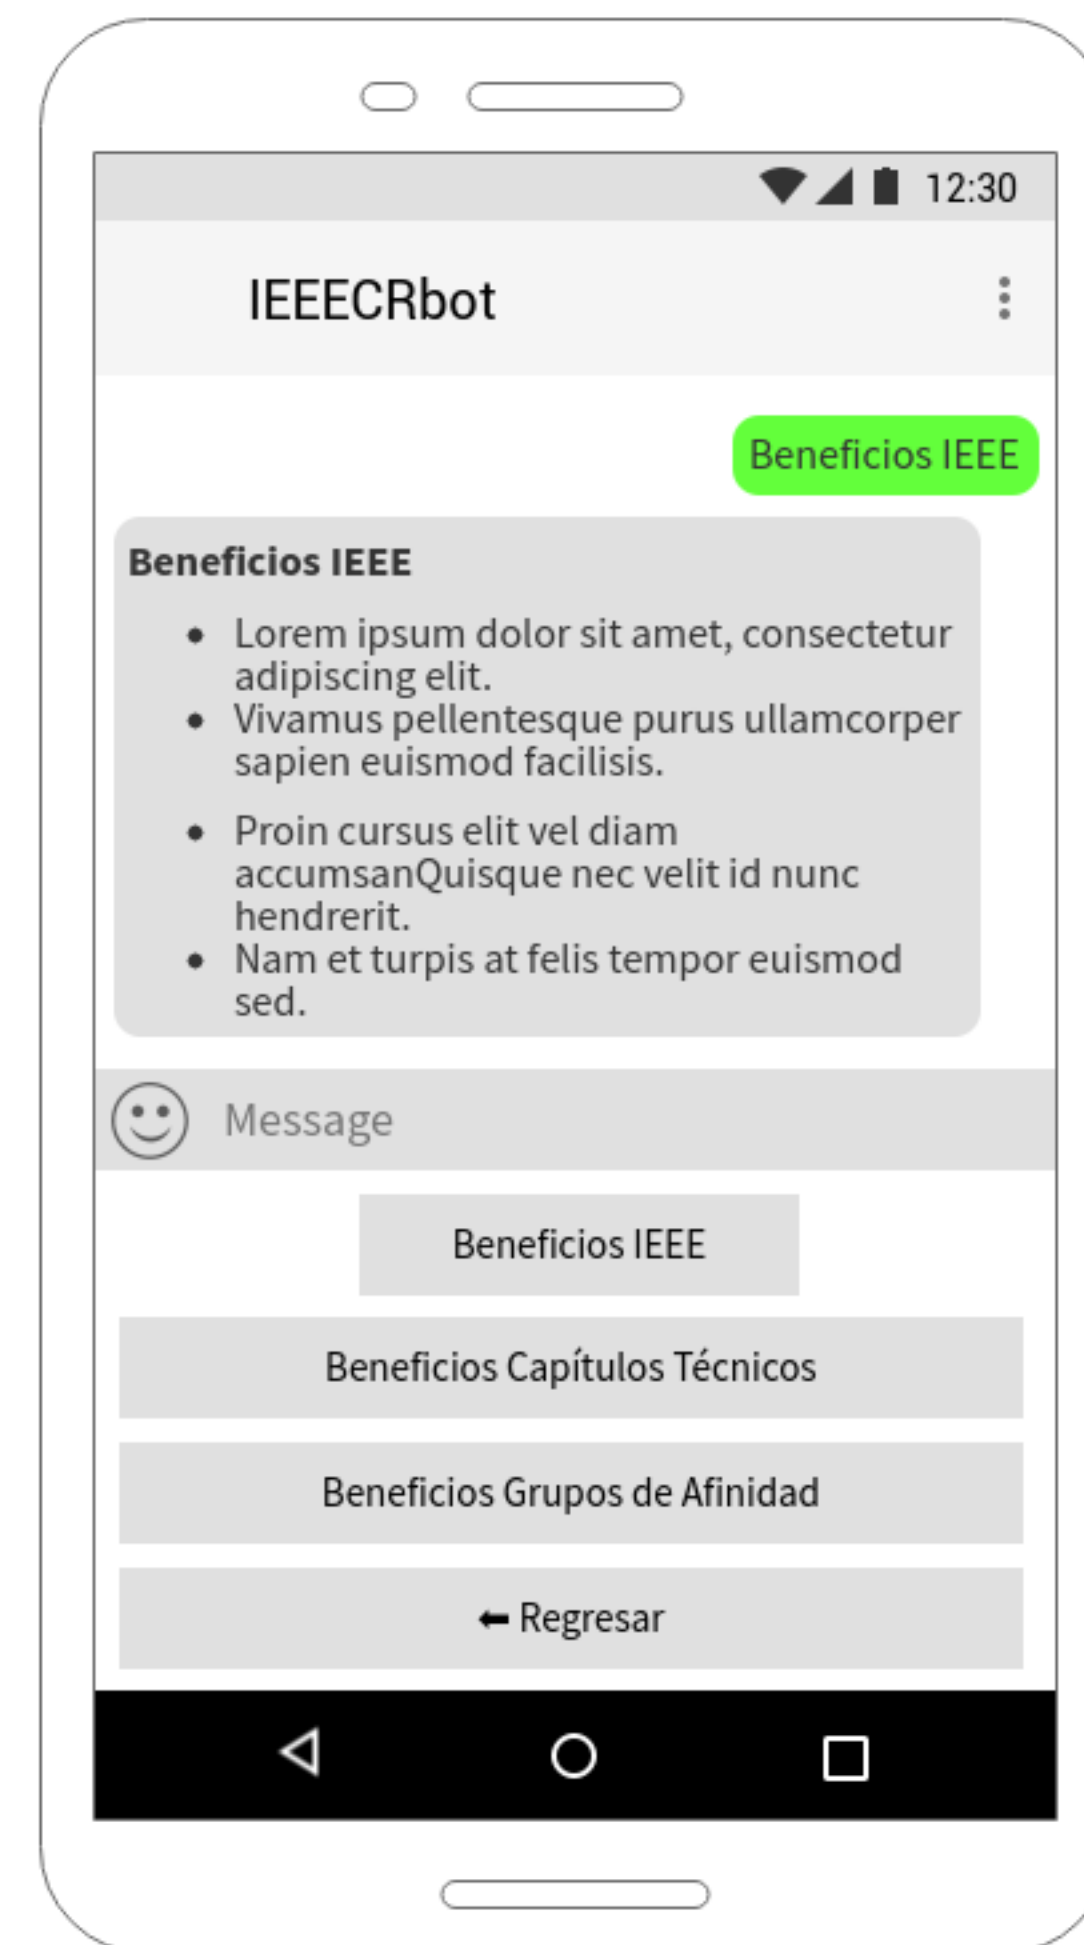 12:30
IEEECRbot
Beneficios IEEE
Beneficios IEEE
• Lorem ipsum dolor sit amet, consectetur
adipiscing elit.
• Vivamus pellentesque purus ullamcorper
sapien euismod facilisis.
• Proin cursus elit vel diam
accumsanQuisque nec velit id nunc
hendrerit.
• Nam et turpis at felis tempor euismod
sed.
Message
Beneficios IEEE
Beneficios Capítulos Técnicos
Beneficios Grupos de Afinidad
⬅ Regresar